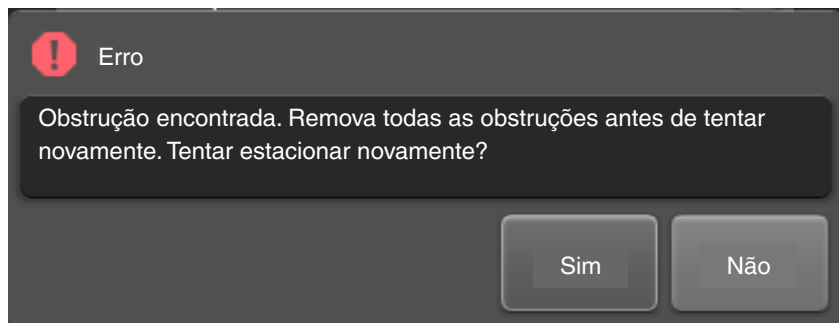 Erro
Obstrução encontrada. Remova todas as obstruções antes de tentar
novamente. Tentar estacionar novamente?
Sim
Não